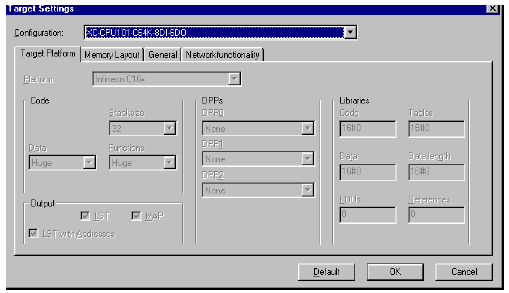 Target Settings
Configuration: XC-CPU101-C64K-8DI-6DO
Target Platform Memory Layout General Networkfunctionality
Platform: Infineon C16x
Code
Stacksize
32
Data Functions
Huge Huge
Output
LST MAP
LST with Addresses
DPPs
DPP0
None
DPP1
None
DPP2
None
Libraries
Code Tables
16#0 16#0
Data Data length
16#0 16#0
POUs References
0 0
Default OK Cancel